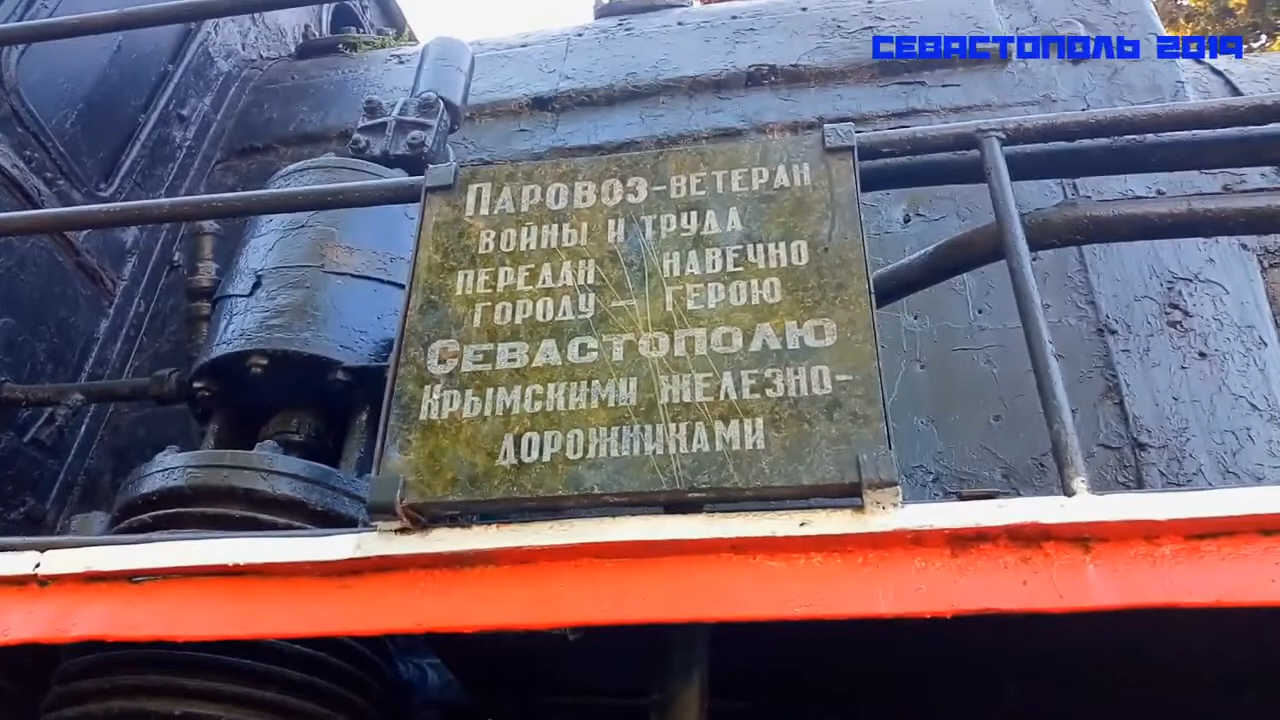 СЕВАСТОПОЛЬ 2019
Паровоз-ветеран
войны и труда
передан навечно
городу – герою
Севастополю
Крымскими железно-
дорожниками